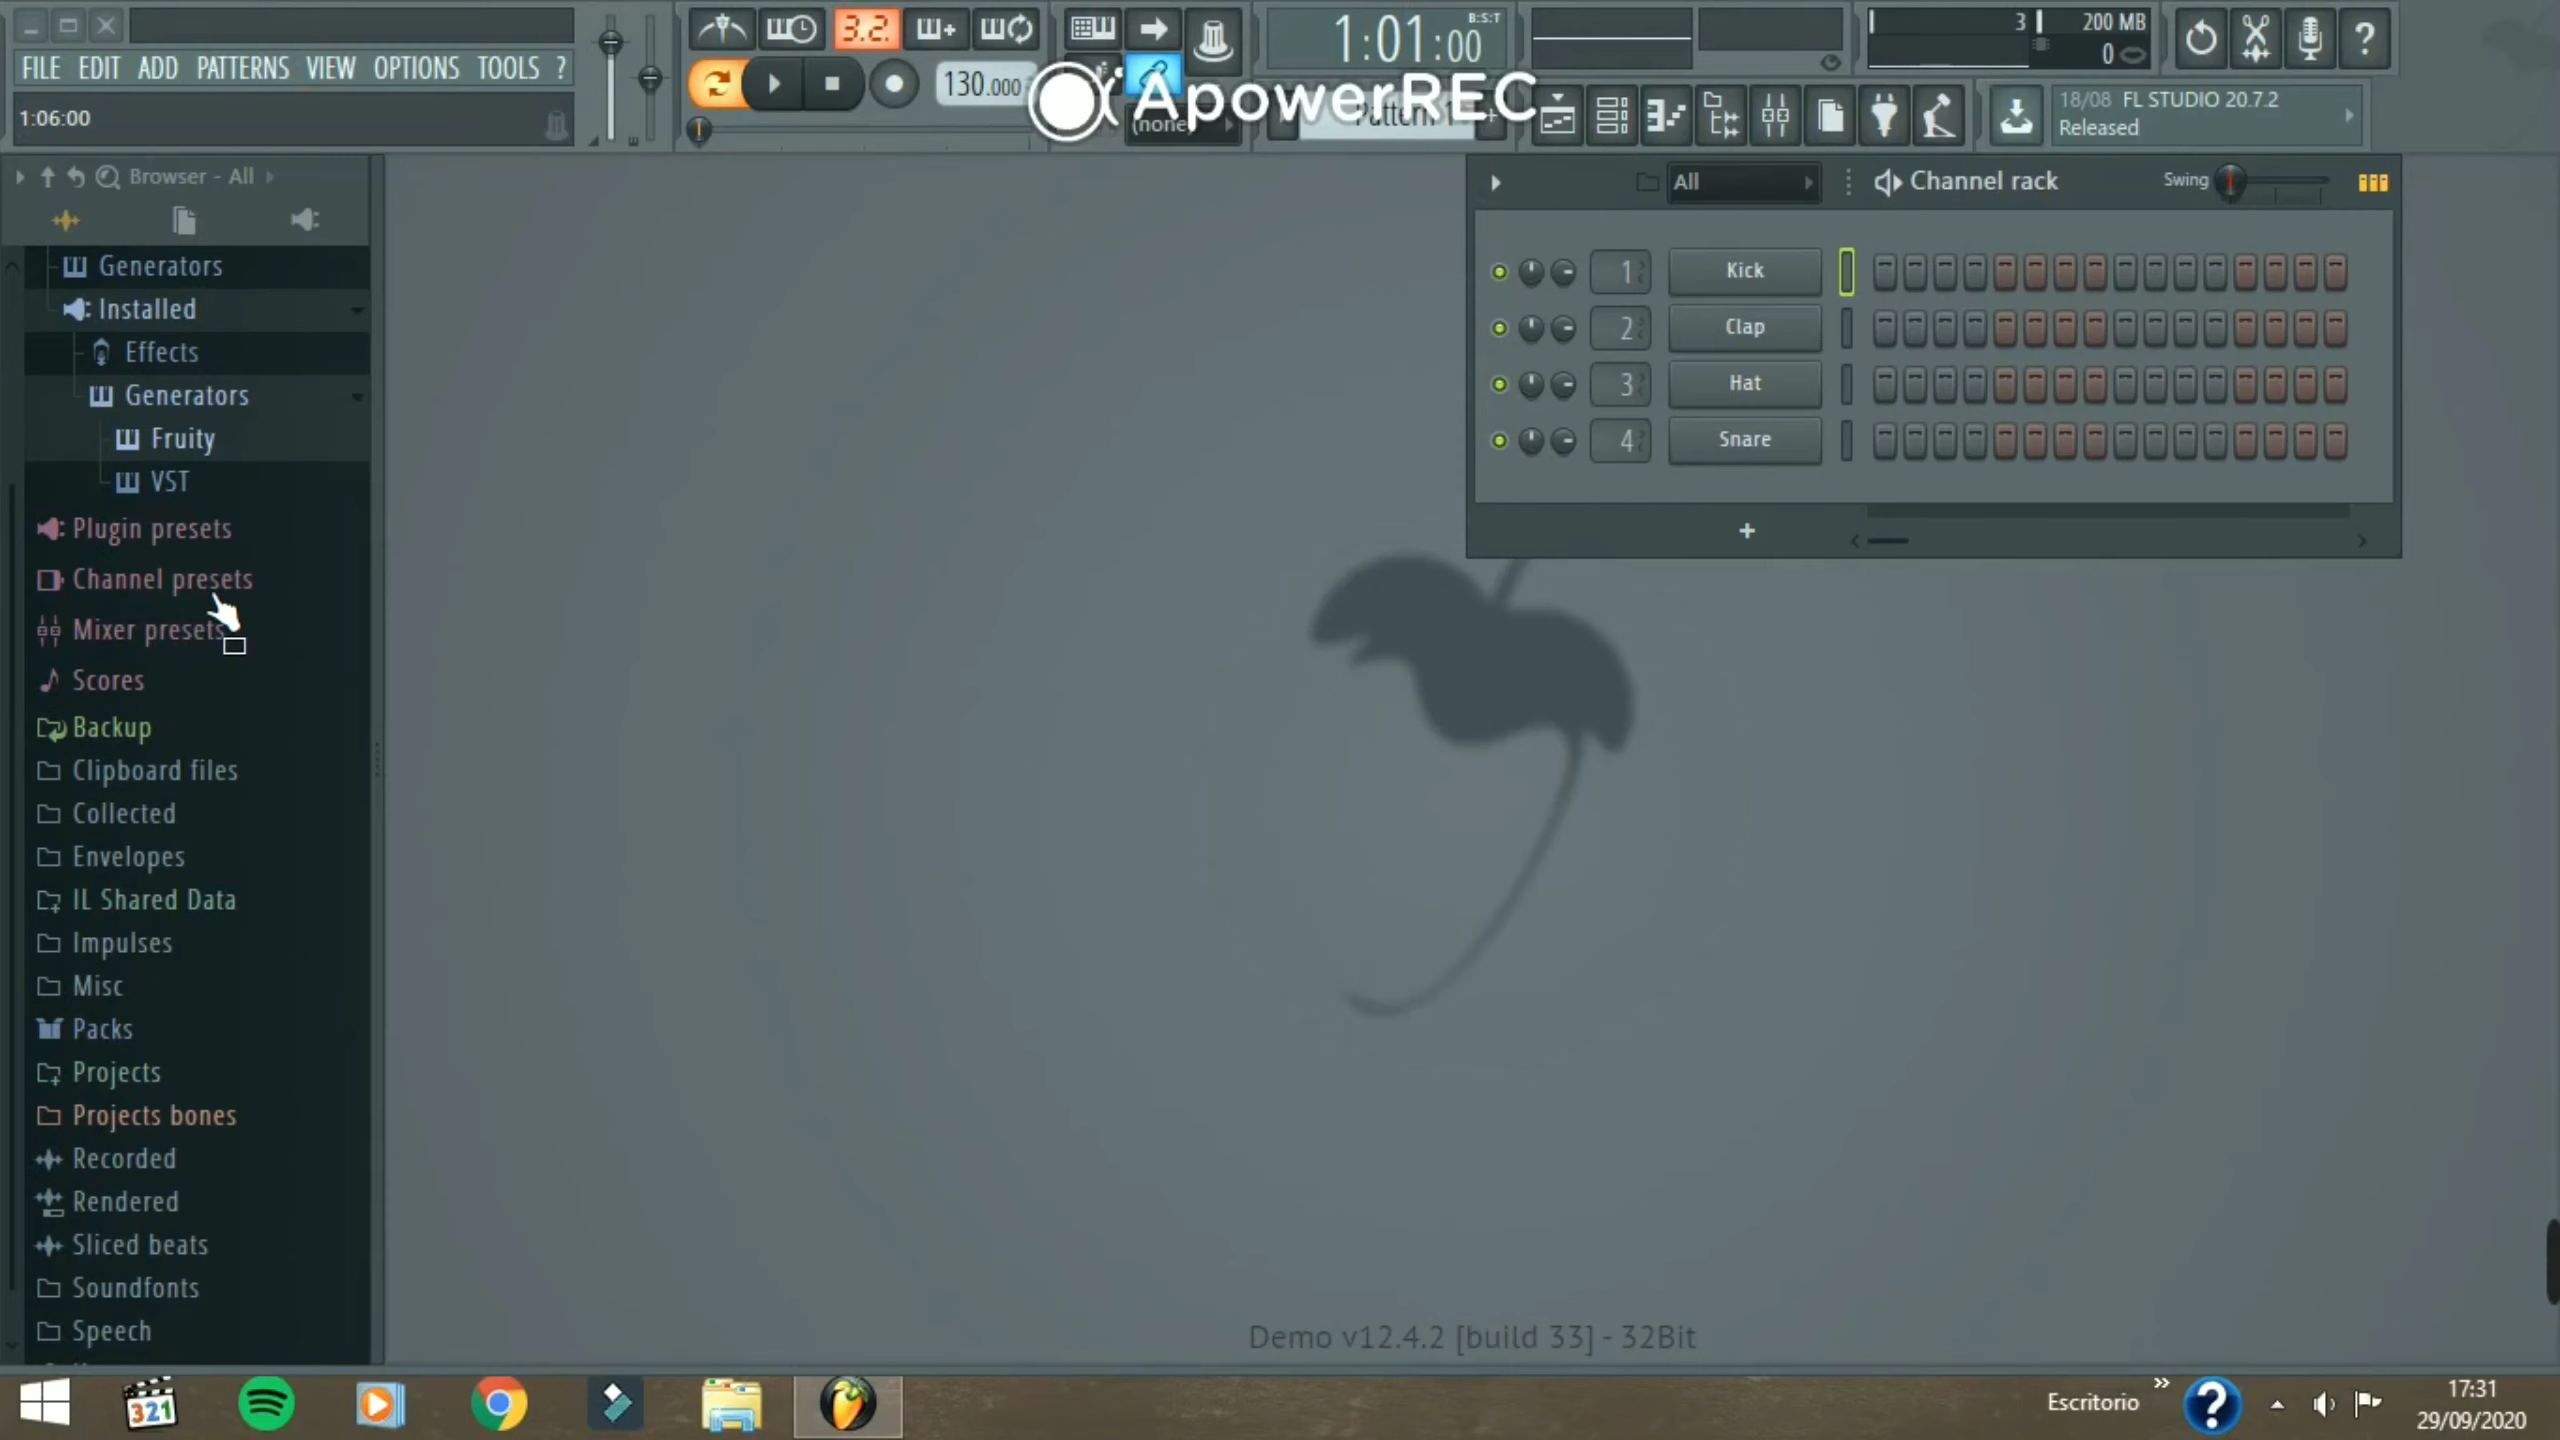 FILE EDIT ADD PATTERNS VIEW OPTIONS TOOLS ?
1:06:00
3.2.
130.000
(none)
1:01:00
B:S:T
3
200 MB
0
?
ApowerREC
Pattern 1
18/08 FL STUDIO 20.7.2
Released
Browser - All
Generators
Installed
Effects
Generators
Fruity
VST
Plugin presets
Channel presets
Mixer presets
Scores
Backup
Clipboard files
Collected
Envelopes
IL Shared Data
Impulses
Misc
Packs
Projects
Projects bones
Recorded
Rendered
Sliced beats
Soundfonts
Speech
All
Channel rack
Swing
1 Kick
2 Clap
3 Hat
4 Snare
+
Demo v12.4.2 [build 33] - 32Bit
321
Escritorio
»
?
17:31
29/09/2020